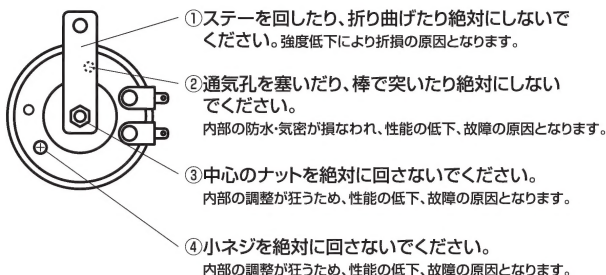 ①ステーを回したり、折り曲げたり絶対にしないで
ください。強度低下により折損の原因となります。
②通気孔を塞いだり、棒で突いたり絶対にしない
でください。
内部の防水・気密が損なわれ、性能の低下、故障の原因となります。
③中心のナットを絶対に回さないでください。
内部の調整が狂うため、性能の低下、故障の原因となります。
④小ネジを絶対に回さないでください。
内部の調整が狂うため、性能の低下、故障の原因となります。